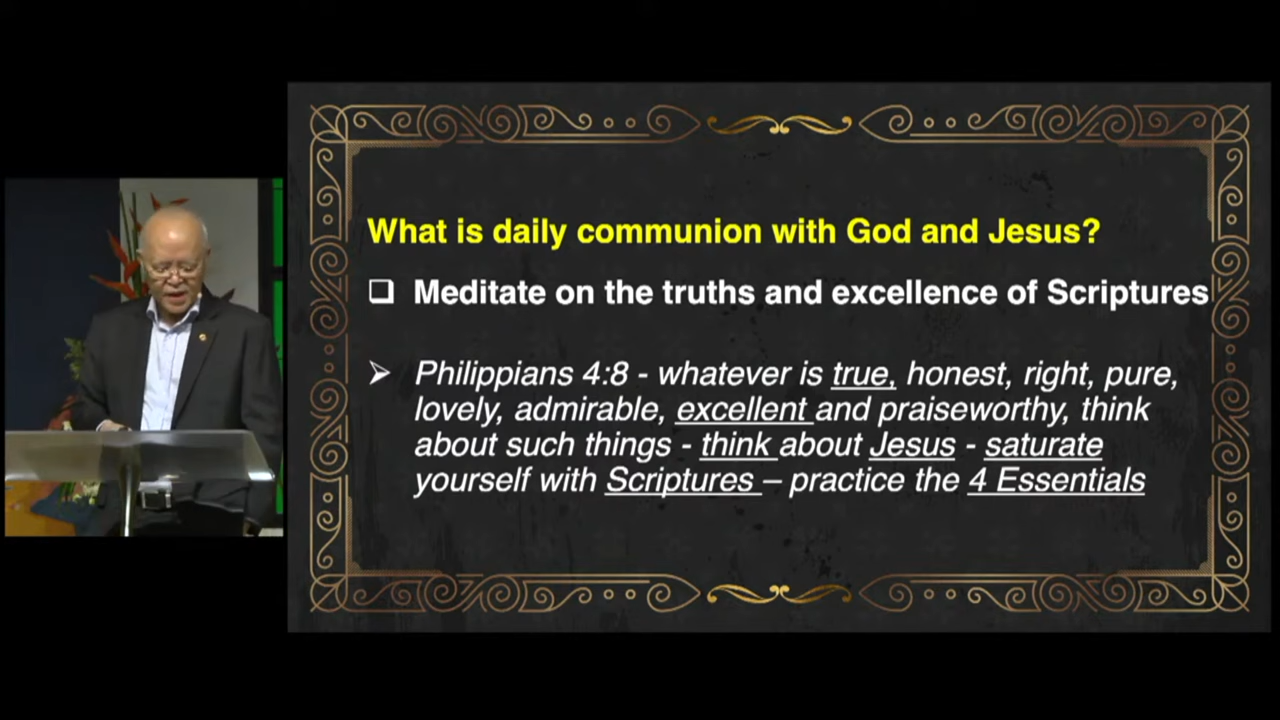 What is daily communion with God and Jesus?
❑ Meditate on the truths and excellence of Scriptures
➢ Philippians 4:8 - whatever is true, honest, right, pure,
lovely, admirable, excellent and praiseworthy, think
about such things - think about Jesus - saturate
yourself with Scriptures – practice the 4 Essentials